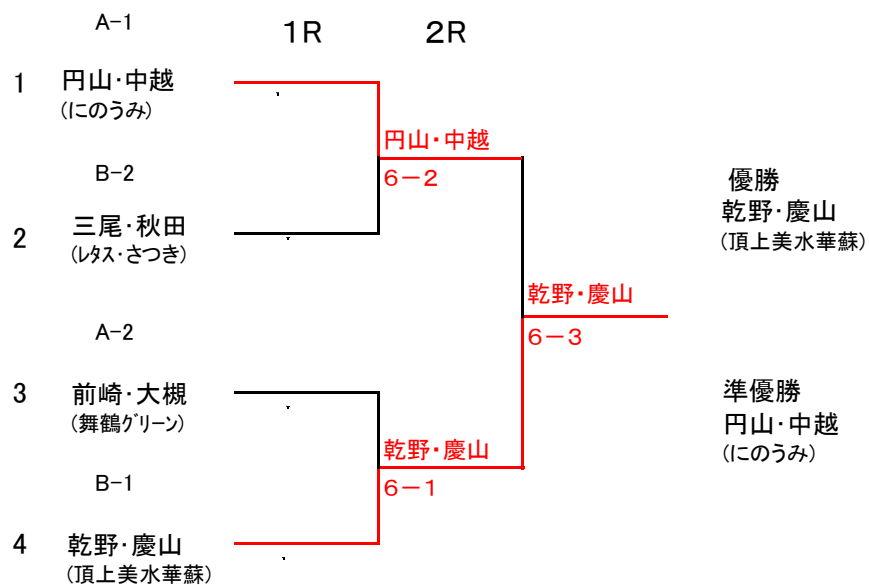 A-1
1R 2R
1 円山・中越
(にのうみ)
円山・中越
B-2
6-2
2 三尾・秋田
(ﾚﾀｽ・さつき)
優勝
乾野・慶山
(頂上美水華蘇)
乾野・慶山
A-2
6-3
3 前崎・大槻
(舞鶴ｸﾞﾘｰﾝ)
準優勝
円山・中越
(にのうみ)
乾野・慶山
B-1
6-1
4 乾野・慶山
(頂上美水華蘇)